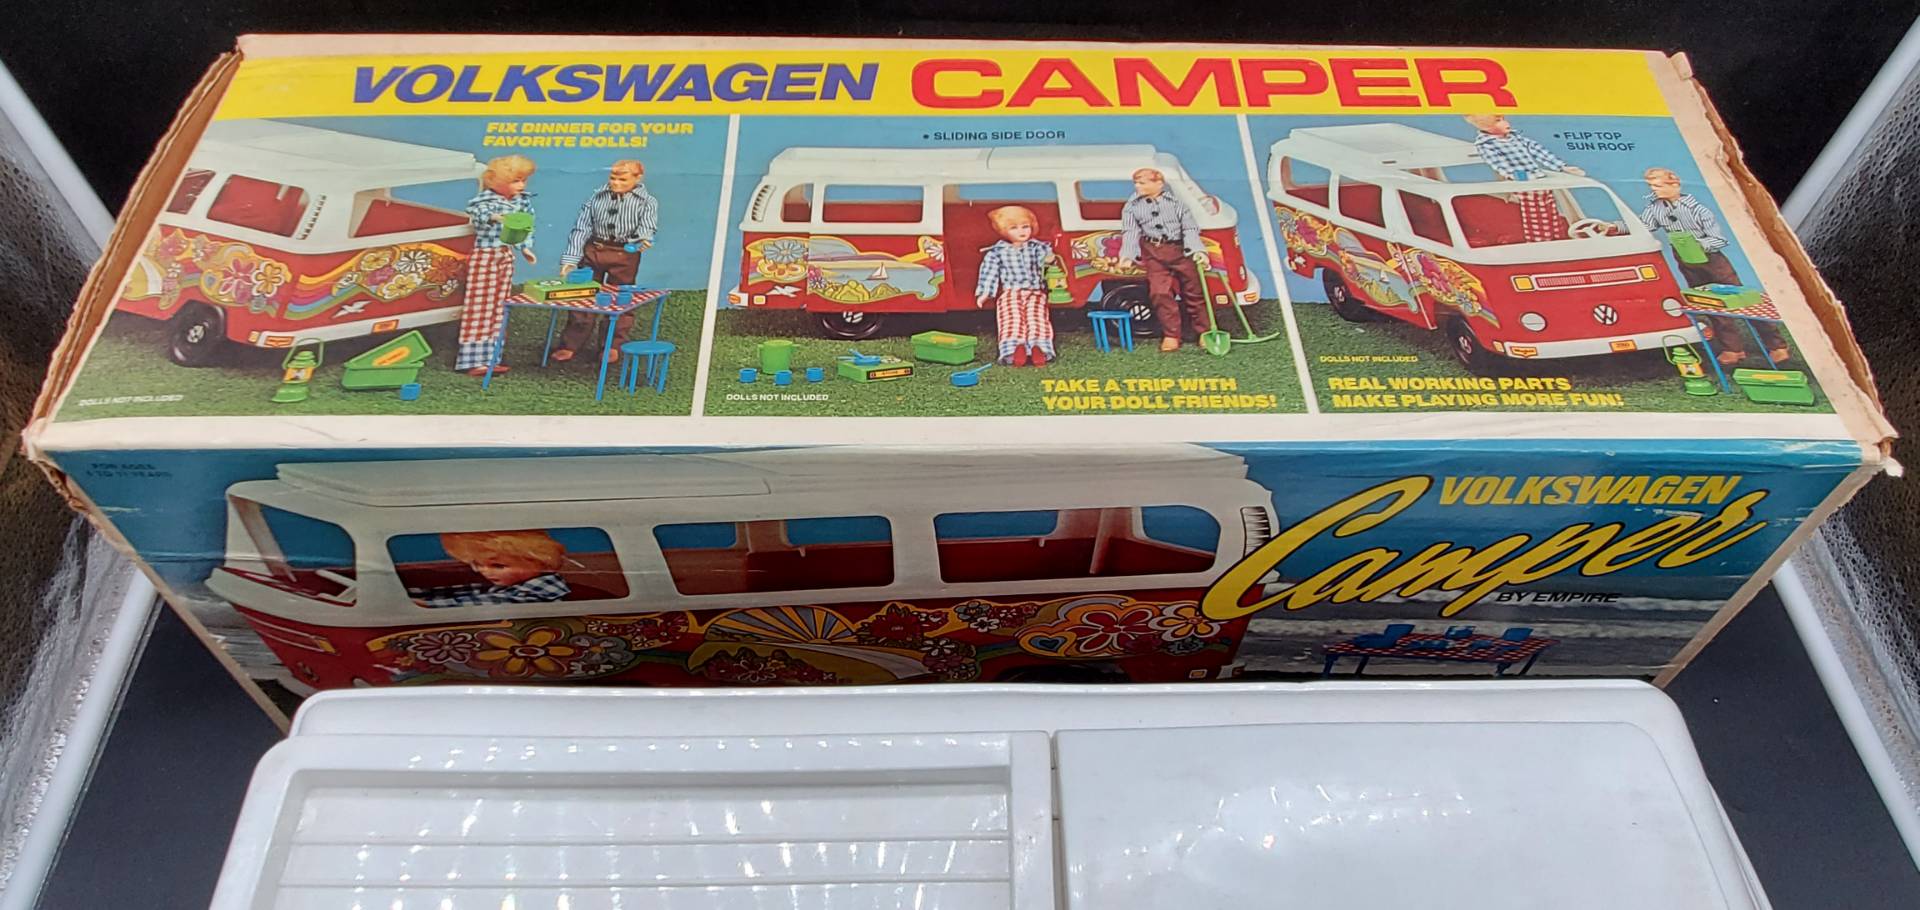 VOLKSWAGEN CAMPER
FIX DINNER FOR YOUR
FAVORITE DOLLS!
DOLLS NOT INCLUDED
• SLIDING SIDE DOOR
DOLLS NOT INCLUDED
TAKE A TRIP WITH
YOUR DOLL FRIENDS!
• FLIP TOP
SUN ROOF
DOLLS NOT INCLUDED
REAL WORKING PARTS
MAKE PLAYING MORE FUN!
FOR AGES
VOLKSWAGEN
Camper
BY EMPIRE